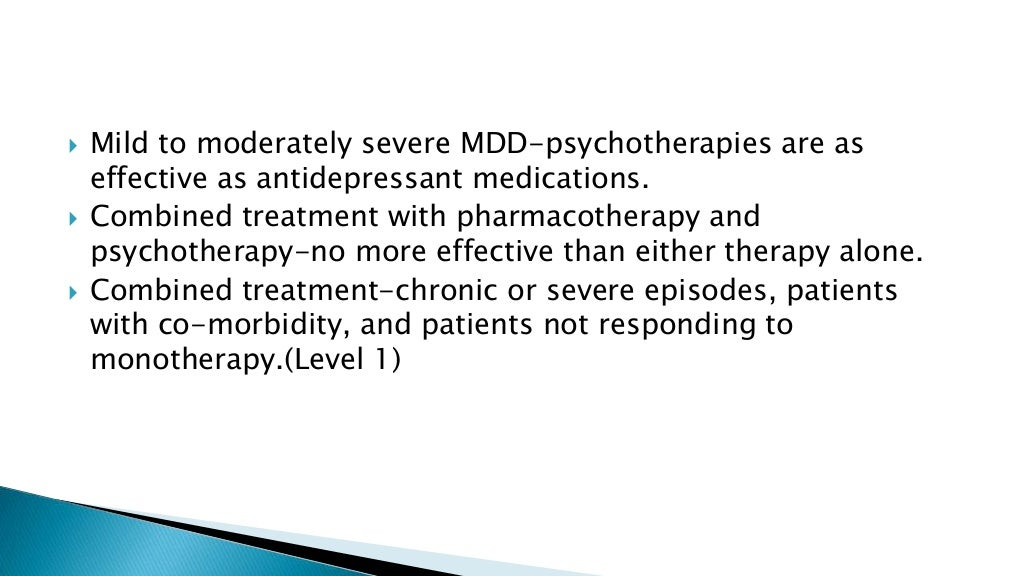 Mild to moderately severe MDD-psychotherapies are as
effective as antidepressant medications.
Combined treatment with pharmacotherapy and
psychotherapy-no more effective than either therapy alone.
Combined treatment-chronic or severe episodes, patients
with co-morbidity, and patients not responding to
monotherapy.(Level 1)